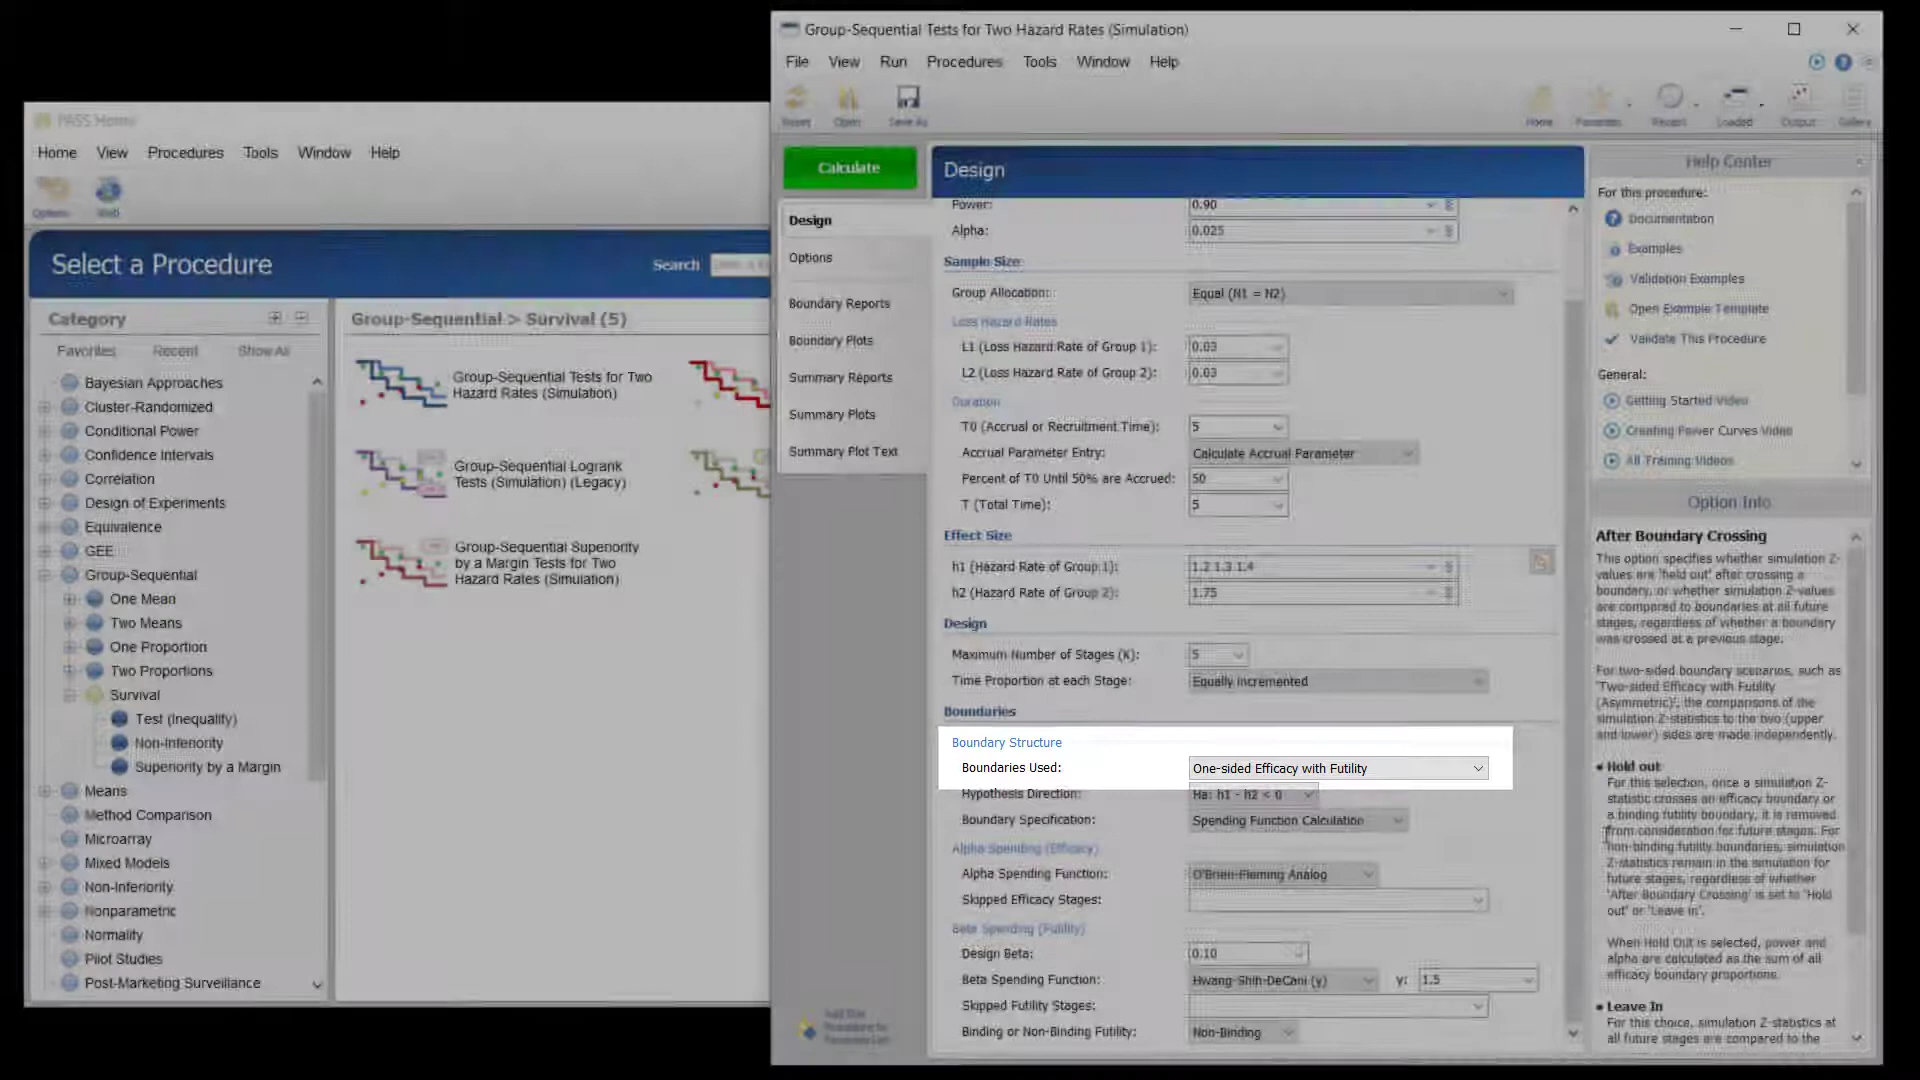 Group-Sequential Tests for Two Hazard Rates (Simulation)
File View Run Procedures Tools Window Help
Reset Open Save As Home Favorites Recent Loaded Output Gallery
PASS Home
Home View Procedures Tools Window Help
Options Web
Select a Procedure Search
Category
Favorites Recent Show All
Bayesian Approaches
Cluster-Randomized
Conditional Power
Confidence Intervals
Correlation
Design of Experiments
Equivalence
GEE
Group-Sequential
One Mean
Two Means
One Proportion
Two Proportions
Survival
Test (Inequality)
Non-Inferiority
Superiority by a Margin
Means
Method Comparison
Microarray
Mixed Models
Non-Inferiority
Nonparametric
Normality
Pilot Studies
Post-Marketing Surveillance
Group-Sequential > Survival (5)
Group-Sequential Tests for Two
Hazard Rates (Simulation)
Group-Sequential Logrank
Tests (Simulation) (Legacy)
Group-Sequential Superiority
by a Margin Tests for Two
Hazard Rates (Simulation)
Calculate
Design
Options
Boundary Reports
Boundary Plots
Summary Reports
Summary Plots
Summary Plot Text
Add this
Procedure to
Favorites List
Design
Power: 0.90
Alpha: 0.025
Sample Size
Group Allocation: Equal (N1 = N2)
Loss Hazard Rates
L1 (Loss Hazard Rate of Group 1): 0.03
L2 (Loss Hazard Rate of Group 2): 0.03
Duration
T0 (Accrual or Recruitment Time): 5
Accrual Parameter Entry: Calculate Accrual Parameter
Percent of T0 Until 50% are Accrued: 50
T (Total Time): 5
Effect Size
h1 (Hazard Rate of Group 1): 1.2 1.3 1.4
h2 (Hazard Rate of Group 2): 1.75
Design
Maximum Number of Stages (K): 5
Time Proportion at each Stage: Equally Incremented
Boundaries
Boundary Structure
Boundaries Used: One-sided Efficacy with Futility
Hypothesis Direction: Ha: h1 - h2 < 0
Boundary Specification: Spending Function Calculation
Alpha Spending (Efficacy)
Alpha Spending Function: O'Brien-Fleming Analog
Skipped Efficacy Stages:
Beta Spending (Futility)
Design Beta: 0.10
Beta Spending Function: Hwang-Shih-DeCani (γ) γ: 1.5
Skipped Futility Stages:
Binding or Non-Binding Futility: Non-Binding
Help Center
For this procedure:
Documentation
Examples
Validation Examples
Open Example Template
Validate This Procedure
General:
Getting Started Video
Creating Power Curves Video
All Training Videos
Option Info
After Boundary Crossing
This option specifies whether simulation Z-
values are 'held out' after crossing a
boundary, or whether simulation Z-values
are compared to boundaries at all future
stages, regardless of whether a boundary
was crossed at a previous stage.
For two-sided boundary scenarios, such as
'Two-sided Efficacy with Futility
(Asymmetric)', the comparisons of the
simulation Z-statistics to the two (upper
and lower) sides are made independently.
• Hold out
For this selection, once a simulation Z-
statistic crosses an efficacy boundary or
a binding futility boundary, it is removed
from consideration for future stages. For
non-binding futility boundaries, simulation
Z-statistics remain in the simulation for
future stages, regardless of whether
'After Boundary Crossing' is set to 'Hold
out' or 'Leave in'.
When Hold Out is selected, power and
alpha are calculated as the sum of all
efficacy boundary proportions.
• Leave In
For this choice, simulation Z-statistics at
all future stages are compared to the